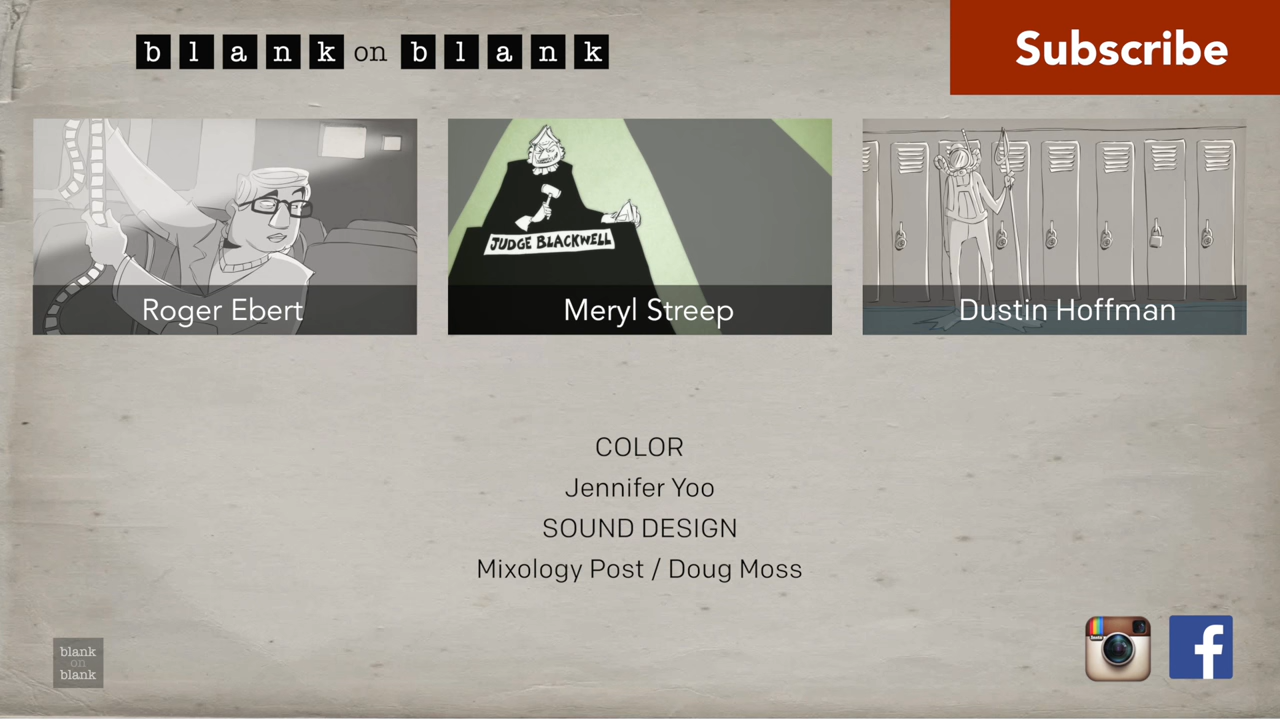 blank on blank
Subscribe
JUDGE BLACKWELL
Roger Ebert
Meryl Streep
Dustin Hoffman
COLOR
Jennifer Yoo
SOUND DESIGN
Mixology Post / Doug Moss
blank
on
blank
f